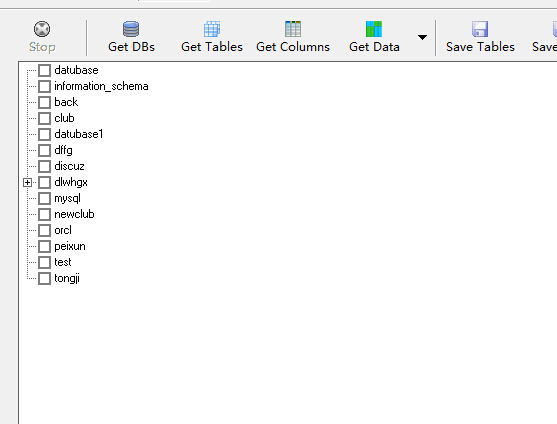 Stop Get DBs Get Tables Get Columns Get Data Save Tables Save
datubase
information_schema
back
club
datubase1
dffg
discuz
dlwhgx
mysql
newclub
orcl
peixun
test
tongji